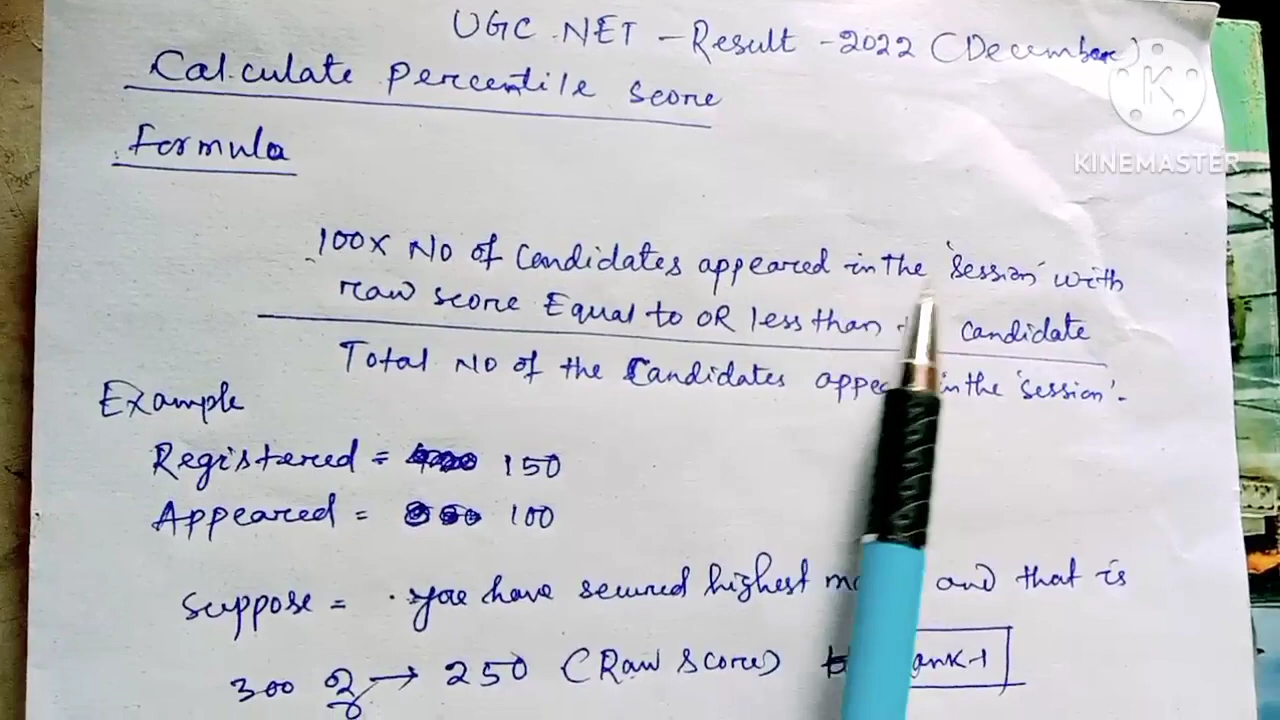 UGC NET - Result - 2022 (December)
Calculate percentile score
Formula
100x No of Candidates appeared in the 'Session' with
raw score Equal to OR less than candidate
Total No of the Candidates in the 'session'.
Example
Registered = 150
Appeared = 100
Suppose = you have secured highest and that is
300 → 250 (Raw score)
K
KINEMASTER